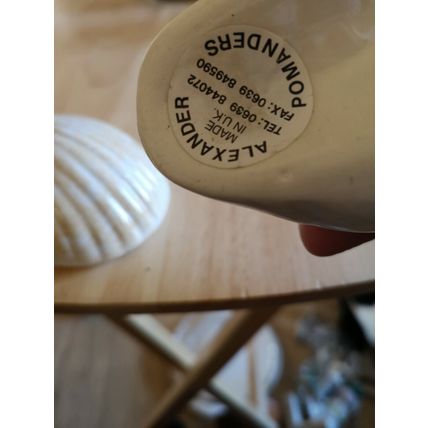 ALEXANDER
POMANDERS
MADE
IN U.K.
TEL: 0639 844072
FAX: 0639 849590